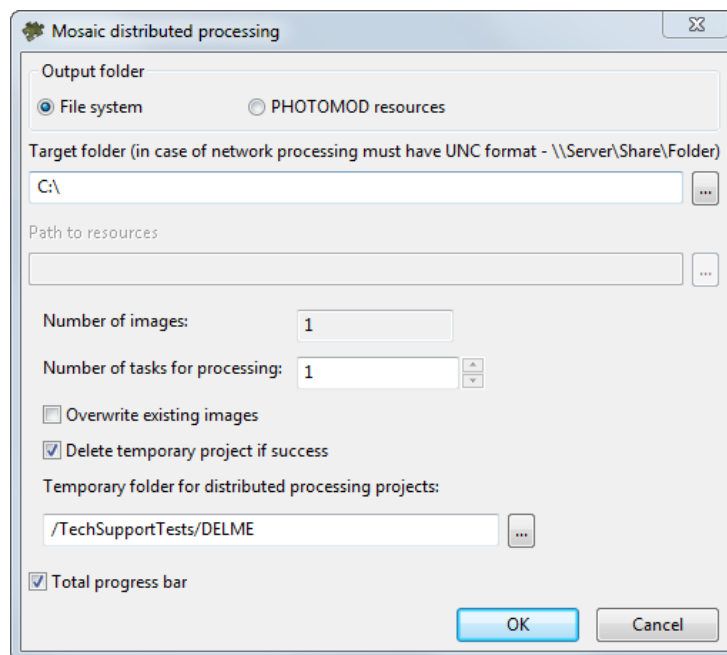 Mosaic distributed processing
Output folder
File system PHOTOMOD resources
Target folder (in case of network processing must have UNC format - \\Server\Share\Folder)
C:\
...
Path to resources
...
Number of images: 1
Number of tasks for processing: 1
Overwrite existing images
Delete temporary project if success
Temporary folder for distributed processing projects:
/TechSupportTests/DELME ...
Total progress bar
OK Cancel